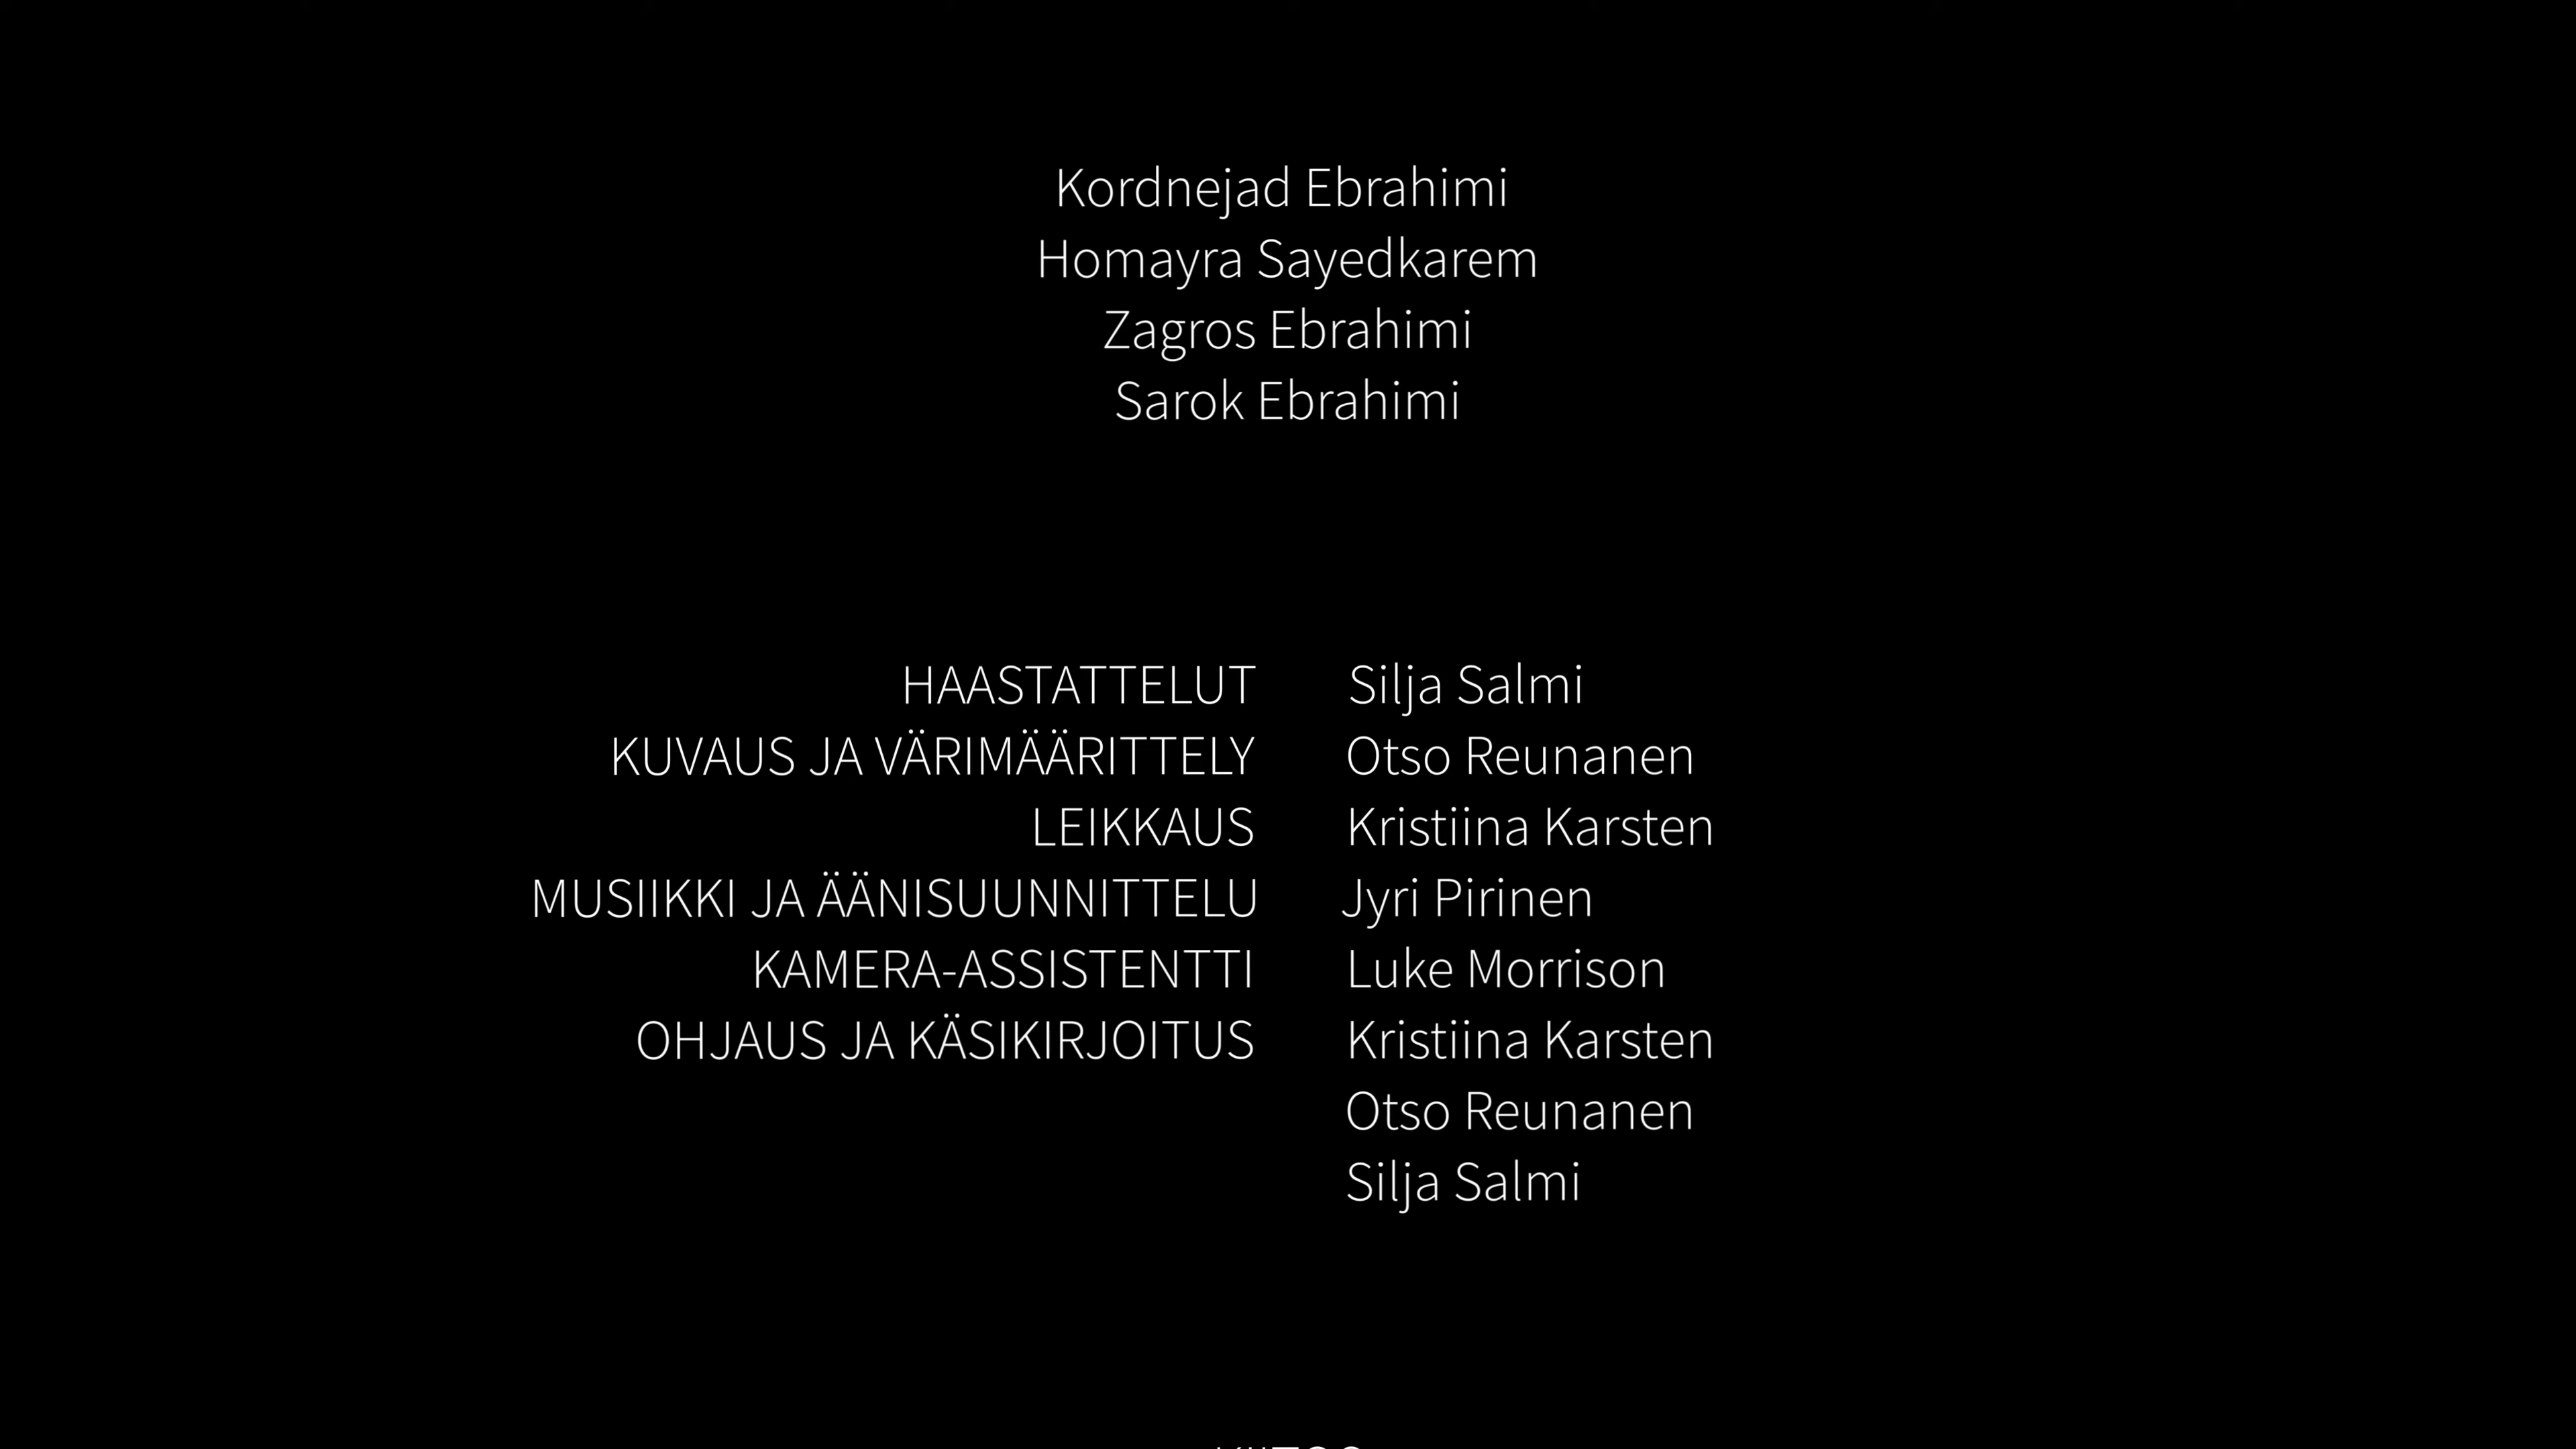 Kordnejad Ebrahimi
Homayra Sayedkarem
Zagros Ebrahimi
Sarok Ebrahimi
HAASTATTELUT Silja Salmi
KUVAUS JA VÄRIMÄÄRITTELY Otso Reunanen
LEIKKAUS Kristiina Karsten
MUSIIKKI JA ÄÄNISUUNNITTELU Jyri Pirinen
KAMERA-ASSISTENTTI Luke Morrison
OHJAUS JA KÄSIKIRJOITUS Kristiina Karsten
Otso Reunanen
Silja Salmi